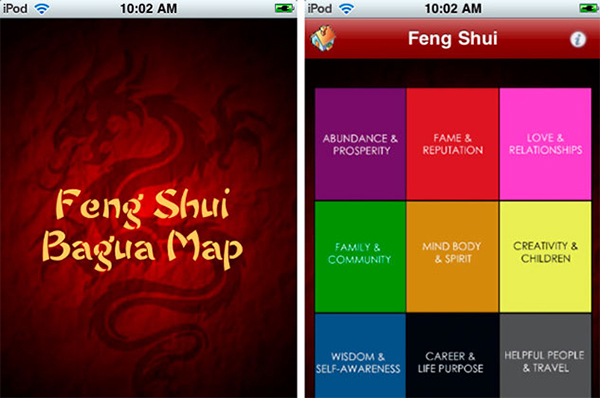 iPod 10:02 AM
Feng Shui
Bagua Map
iPod 10:02 AM
Feng Shui
i
ABUNDANCE &
PROSPERITY
FAME &
REPUTATION
LOVE &
RELATIONSHIPS
FAMILY &
COMMUNITY
MIND BODY
& SPIRIT
CREATIVITY &
CHILDREN
WISDOM &
SELF-AWARENESS
CAREER &
LIFE PURPOSE
HELPFUL PEOPLE
& TRAVEL